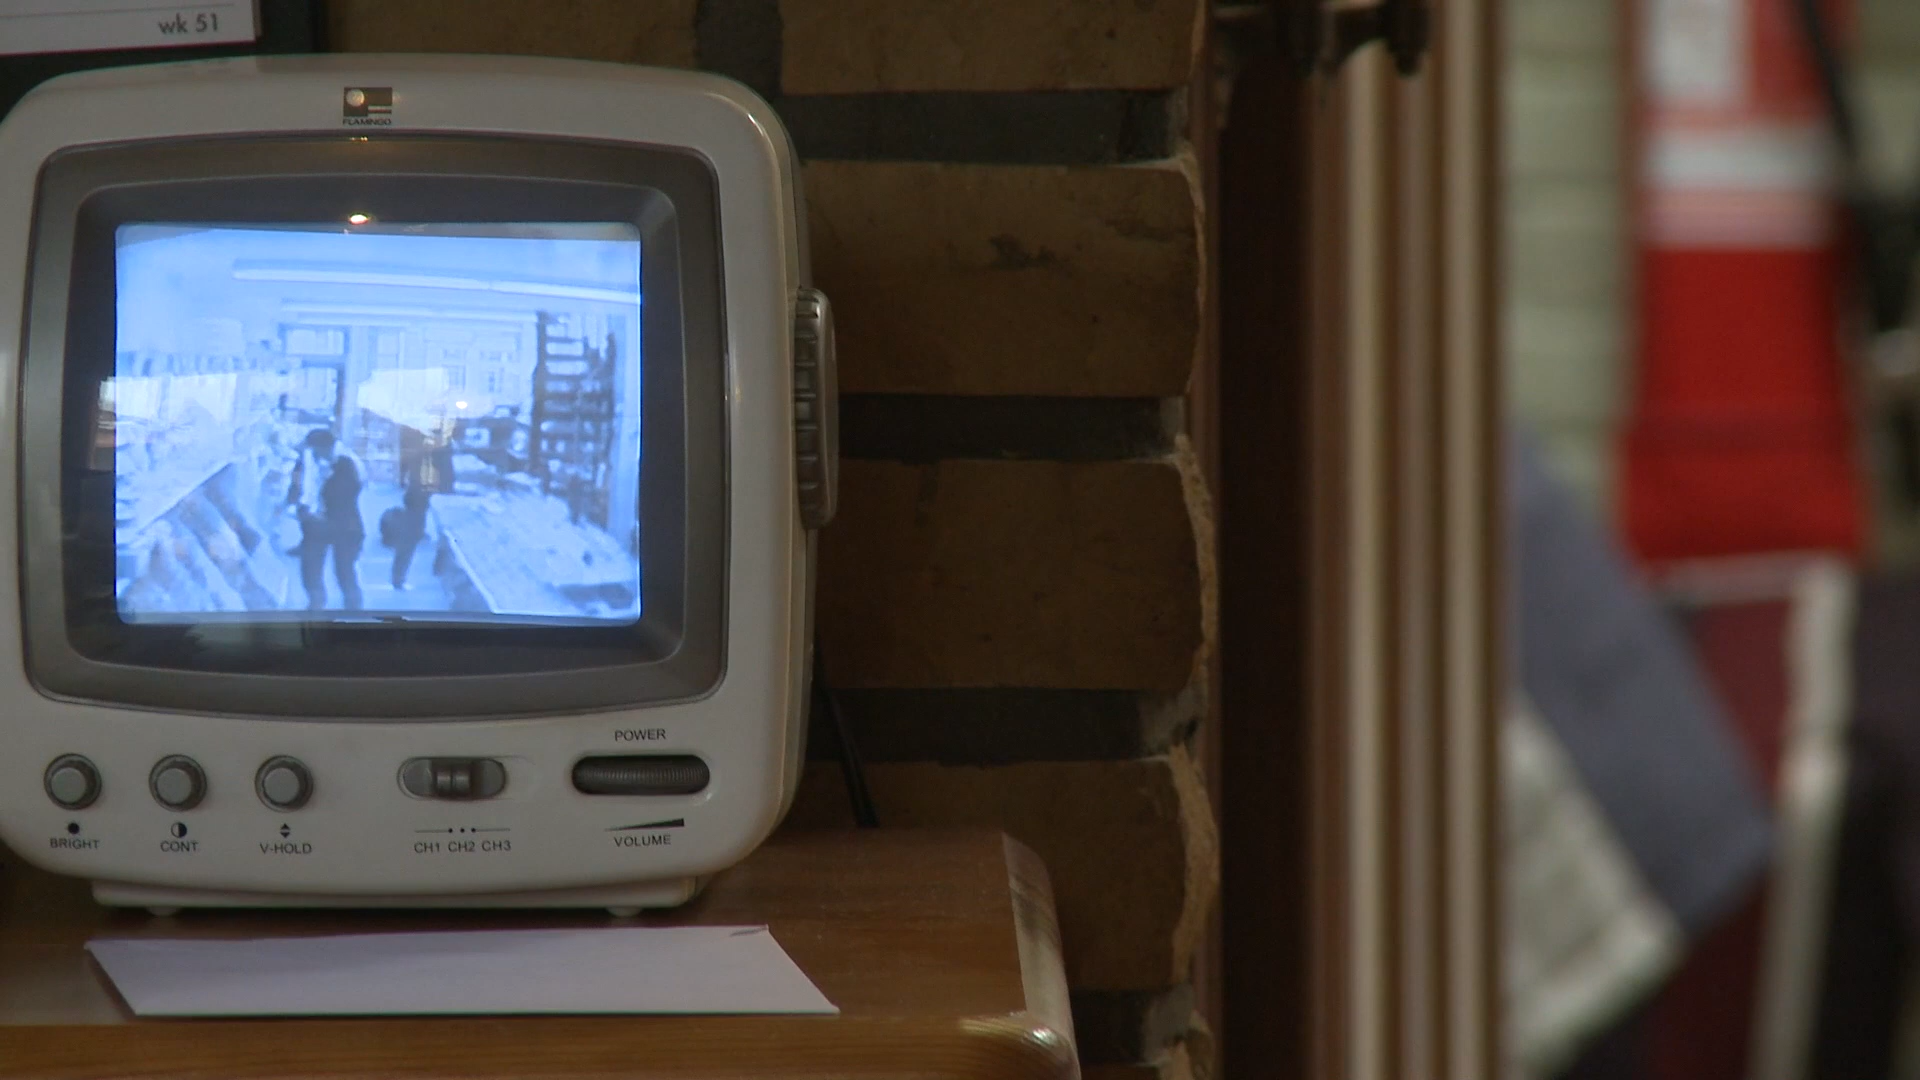 wk 51
FLAMINGO
POWER
BRIGHT
CONT
V-HOLD
CH1 CH2 CH3
VOLUME